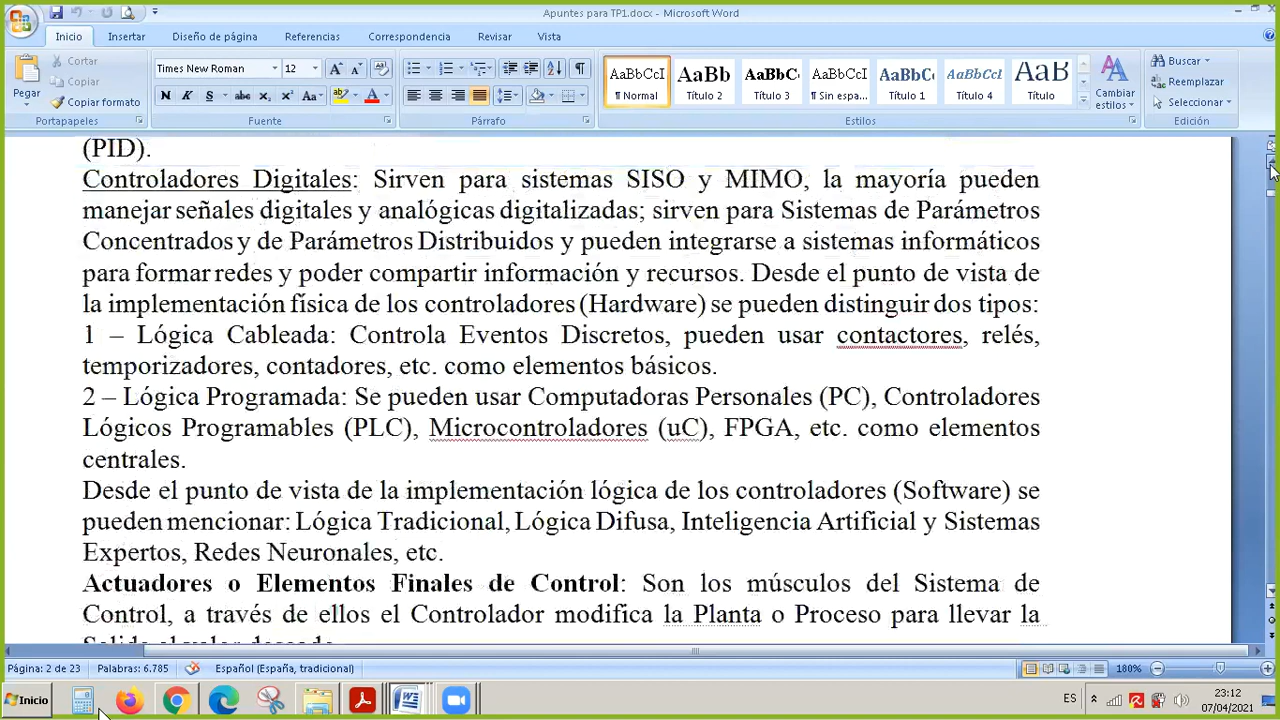 Apuntes para TP1.docx - Microsoft Word
Inicio Insertar Diseño de página Referencias Correspondencia Revisar Vista
Pegar
Cortar
Copiar
Copiar formato
Portapapeles
Times New Roman 12
N K S abc x₂ x² Aa
Fuente
Párrafo
AaBbCcI AaBb AaBbC AaBbCcI AaBbC AaBbCcI AaB
¶ Normal Título 2 Título 3 ¶ Sin espa... Título 1 Título 4 Título
Cambiar estilos
Estilos
Buscar
Reemplazar
Seleccionar
Edición
(PID).
Controladores Digitales: Sirven para sistemas SISO y MIMO, la mayoría pueden
manejar señales digitales y analógicas digitalizadas; sirven para Sistemas de Parámetros
Concentrados y de Parámetros Distribuidos y pueden integrarse a sistemas informáticos
para formar redes y poder compartir información y recursos. Desde el punto de vista de
la implementación física de los controladores (Hardware) se pueden distinguir dos tipos:
1 – Lógica Cableada: Controla Eventos Discretos, pueden usar contactores, relés,
temporizadores, contadores, etc. como elementos básicos.
2 – Lógica Programada: Se pueden usar Computadoras Personales (PC), Controladores
Lógicos Programables (PLC), Microcontroladores (uC), FPGA, etc. como elementos
centrales.
Desde el punto de vista de la implementación lógica de los controladores (Software) se
pueden mencionar: Lógica Tradicional, Lógica Difusa, Inteligencia Artificial y Sistemas
Expertos, Redes Neuronales, etc.
Actuadores o Elementos Finales de Control: Son los músculos del Sistema de
Control, a través de ellos el Controlador modifica la Planta o Proceso para llevar la
Página: 2 de 23 Palabras: 6.785 Español (España, tradicional) 180%
Inicio ES 23:12
07/04/2021